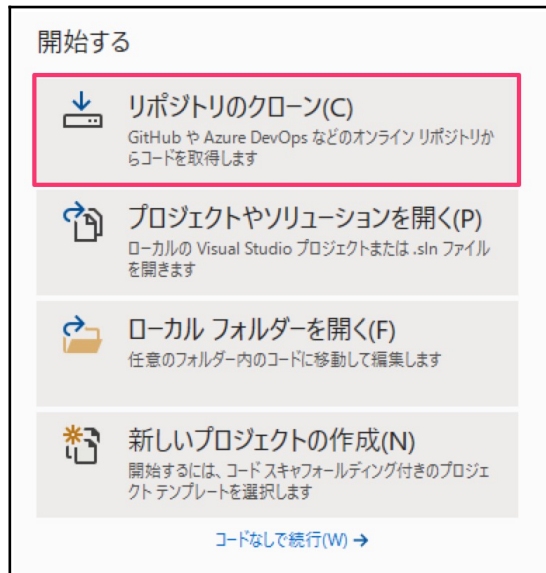 開始する
リポジトリのクローン(C)
GitHub や Azure DevOps などのオンライン リポジトリか
らコードを取得します
プロジェクトやソリューションを開く(P)
ローカルの Visual Studio プロジェクトまたは .sln ファイル
を開きます
ローカル フォルダーを開く(F)
任意のフォルダー内のコードに移動して編集します
新しいプロジェクトの作成(N)
開始するには、コード スキャフォールディング付きのプロジェ
クト テンプレートを選択します
コードなしで続行(W) →